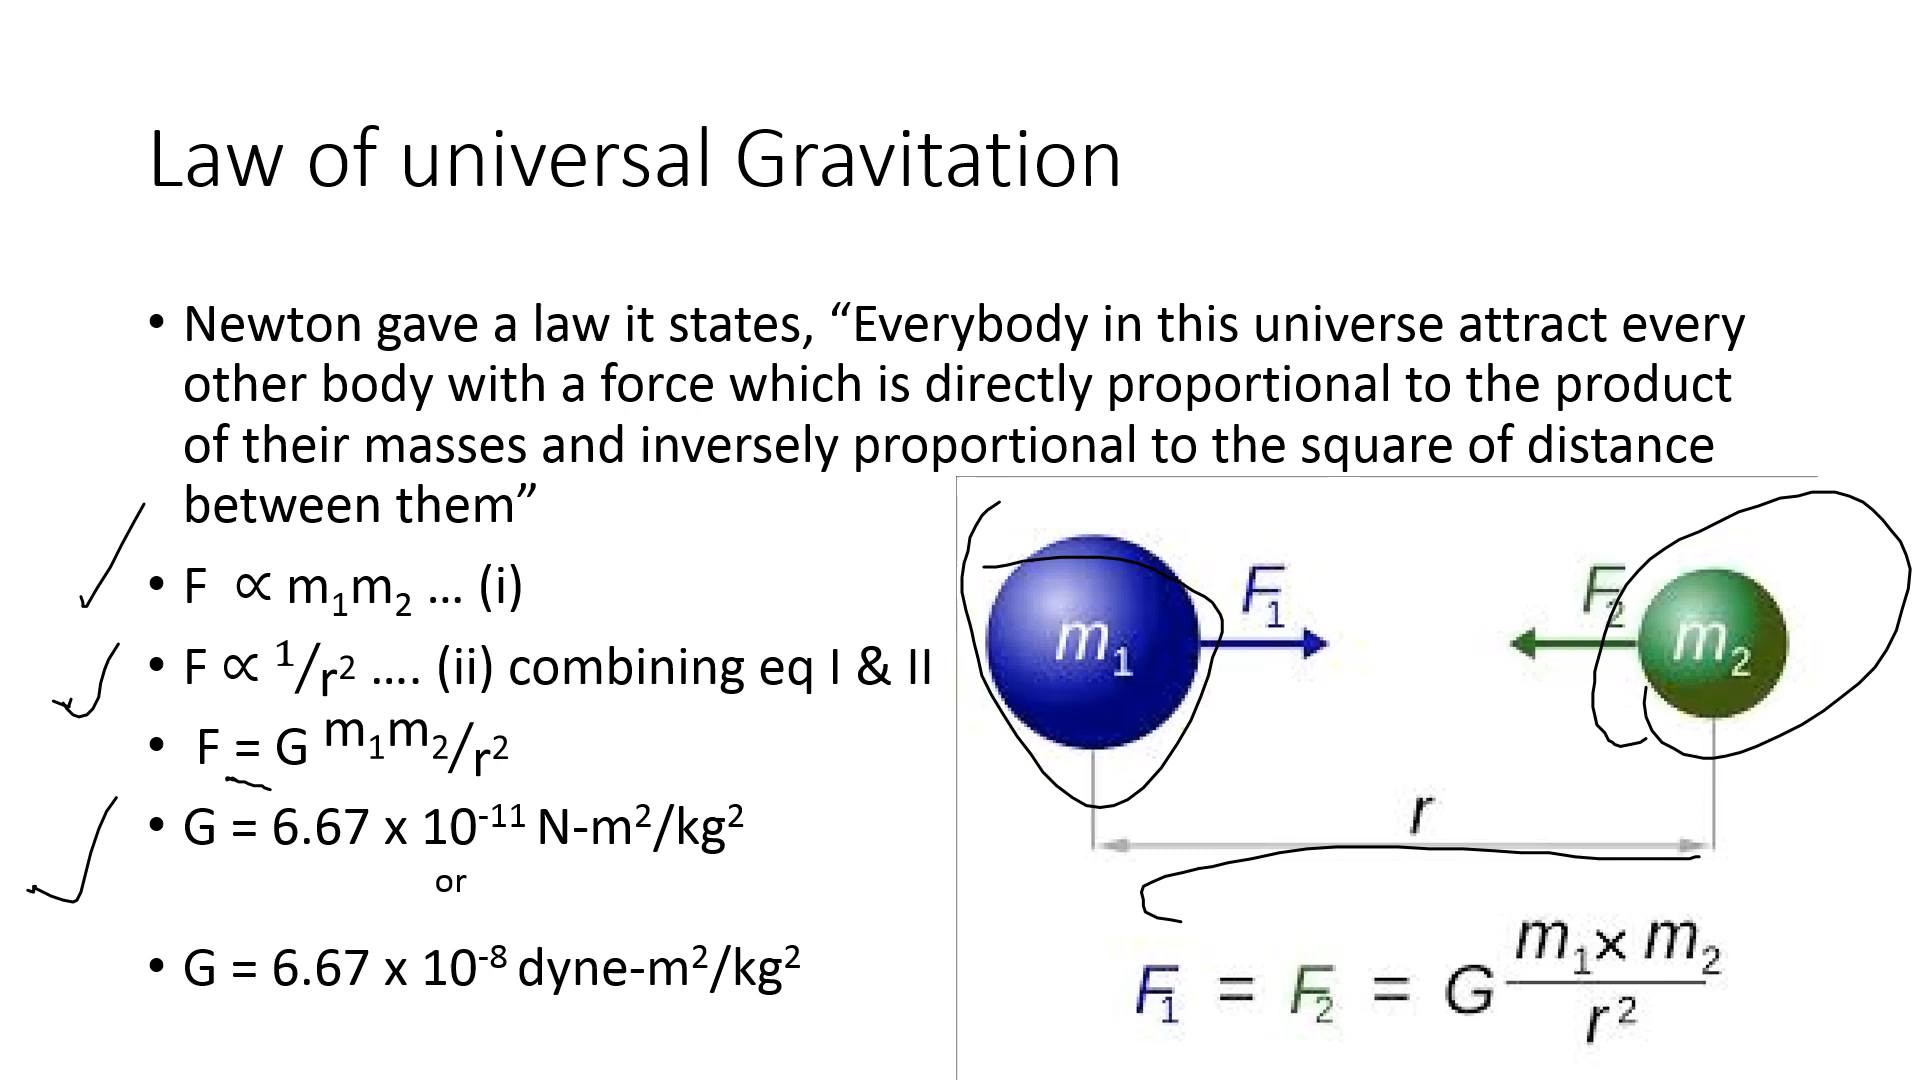 Law of universal Gravitation
• Newton gave a law it states, “Everybody in this universe attract every
other body with a force which is directly proportional to the product
of their masses and inversely proportional to the square of distance
between them”
• F ∝ m₁m₂ … (i)
• F ∝ ¹/r² …. (ii) combining eq I & II
• F = G m₁m₂/r²
• G = 6.67 x 10⁻¹¹ N-m²/kg²
or
• G = 6.67 x 10⁻⁸ dyne-m²/kg²
m₁ F₁ F₂ m₂
r
F₁ = F₂ = G m₁ × m₂ / r²